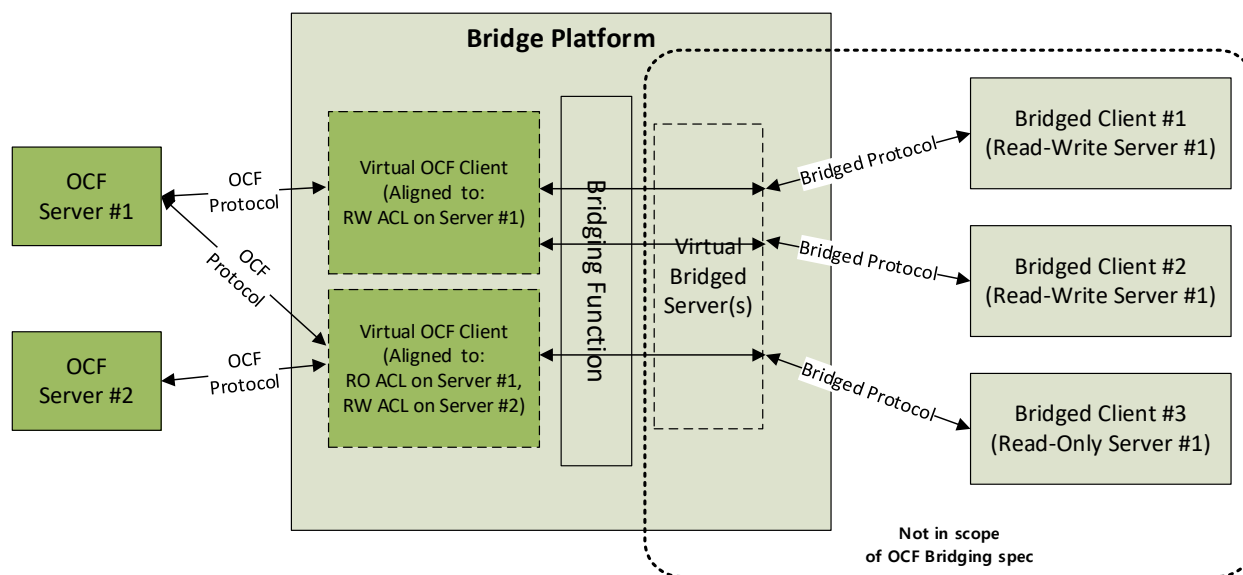 Bridge Platform
OCF
Server #1
OCF
Server #2
OCF
Protocol
OCF
Protocol
OCF
Protocol
Virtual OCF Client
(Aligned to:
RW ACL on Server #1)
Virtual OCF Client
(Aligned to:
RO ACL on Server #1,
RW ACL on Server #2)
Bridging Function
Virtual
Bridged
Server(s)
Bridged Protocol
Bridged Protocol
Bridged Protocol
Bridged Client #1
(Read-Write Server #1)
Bridged Client #2
(Read-Write Server #1)
Bridged Client #3
(Read-Only Server #1)
Not in scope
of OCF Bridging spec